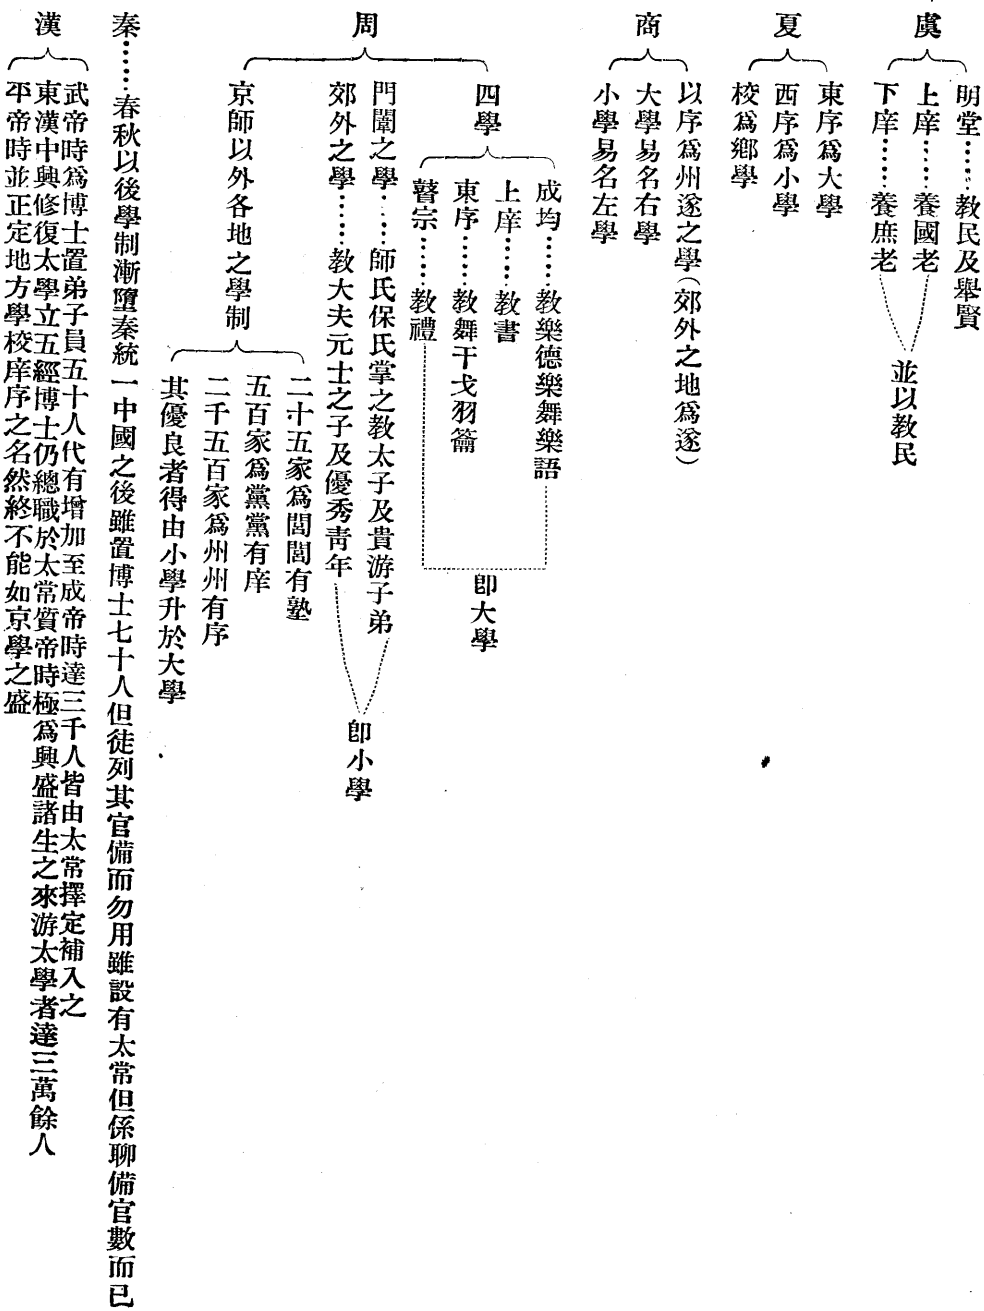 虞
明堂……教民及舉賢
上庠……養國老
下庠……養庶老
並以教民
夏
東序爲大學
西序爲小學
校爲鄉學
商
以序爲州遂之學(郊外之地爲遂)
大學易名右學
小學易名左學
周
四學
成均……教樂德樂舞樂語
上庠……教書
東序……教舞干戈羽籥
瞽宗……教禮
卽大學
門闈之學……師氏保氏掌之教太子及貴游子弟
郊外之學……教大夫元士之子及優秀靑年
卽小學
京師以外各地之學制
二十五家爲閭閭有塾
五百家爲黨黨有庠
二千五百家爲州州有序
其優良者得由小學升於大學
秦……春秋以後學制漸墮秦統一中國之後雖置博士七十人但徒列其官備而勿用雖設有太常但係聊備官數而已
漢
武帝時爲博士置弟子員五十人代有增加至成帝時達三千人皆由太常擇定補入之
東漢中興修復太學立五經博士仍總職於太常質帝時極爲興盛諸生之來游太學者達三萬餘人
平帝時並正定地方學校庠序之名然終不能如京學之盛